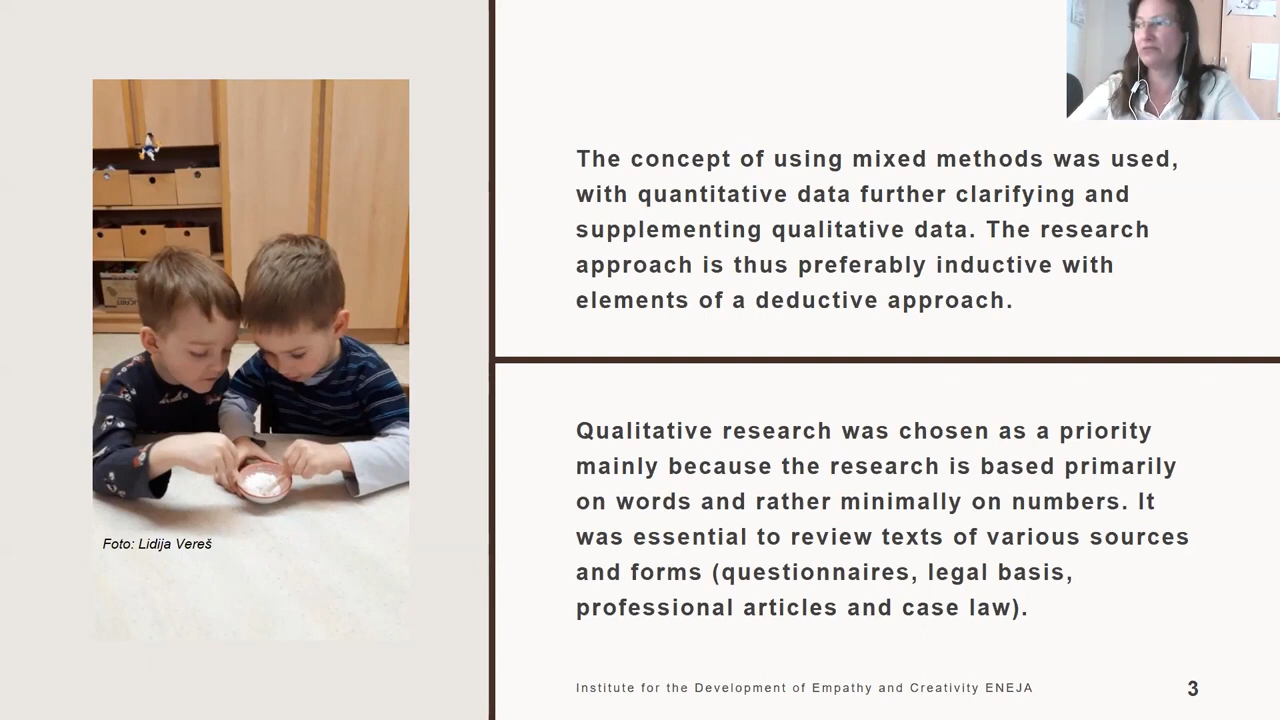 The concept of using mixed methods was used,
with quantitative data further clarifying and
supplementing qualitative data. The research
approach is thus preferably inductive with
elements of a deductive approach.
Qualitative research was chosen as a priority
mainly because the research is based primarily
on words and rather minimally on numbers. It
was essential to review texts of various sources
and forms (questionnaires, legal basis,
professional articles and case law).
Foto: Lidija Vereš
Institute for the Development of Empathy and Creativity ENEJA
3